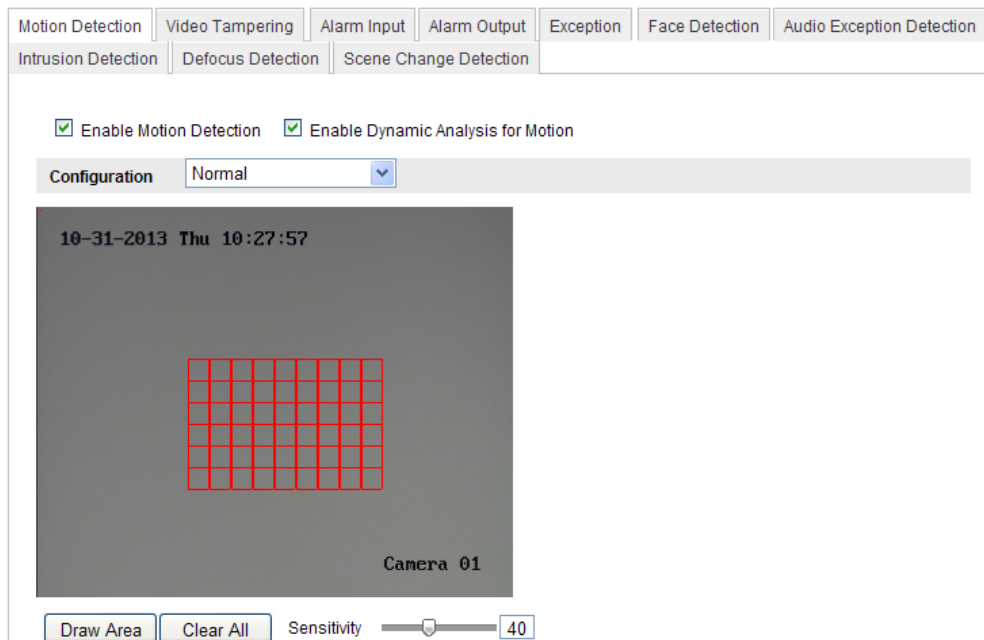 Motion Detection Video Tampering Alarm Input Alarm Output Exception Face Detection Audio Exception Detection
Intrusion Detection Defocus Detection Scene Change Detection
Enable Motion Detection Enable Dynamic Analysis for Motion
Configuration Normal
10-31-2013 Thu 10:27:57
Camera 01
Draw Area Clear All Sensitivity 40